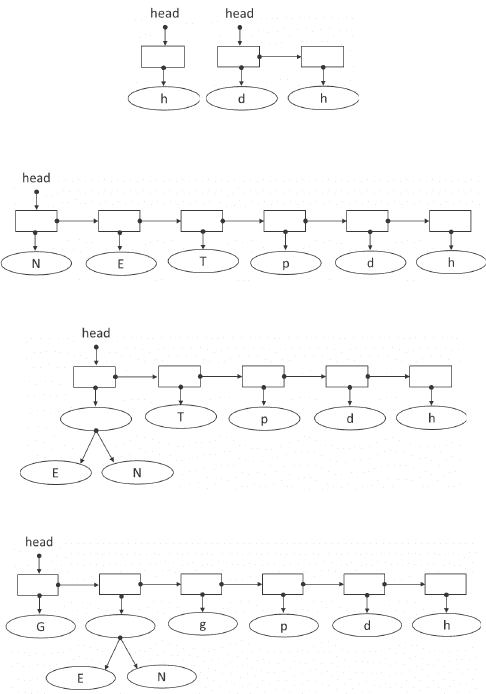 head head
h d h
head
N E T p d h
head
T p d h
E N
head
G g p d h
E N